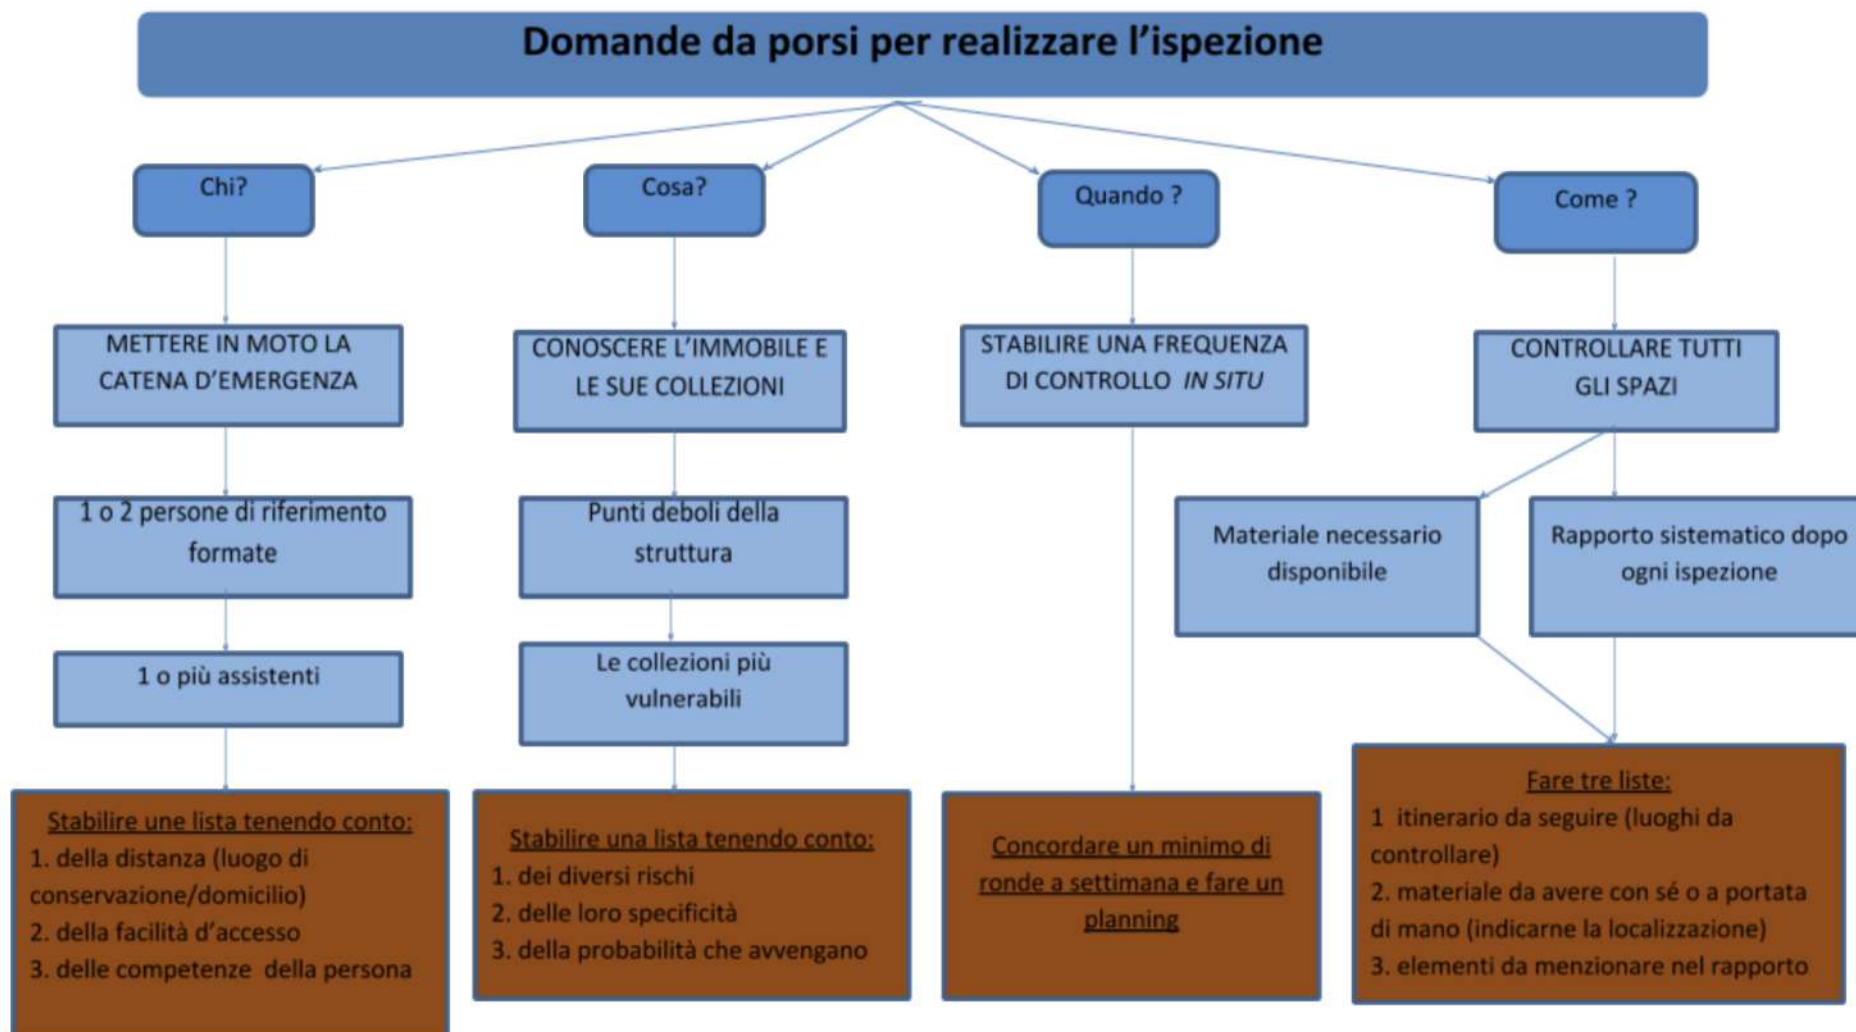 Domande da porsi per realizzare l'ispezione
Chi?
Cosa?
Quando ?
Come ?
METTERE IN MOTO LA
CATENA D'EMERGENZA
CONOSCERE L'IMMOBILE E
LE SUE COLLEZIONI
STABILIRE UNA FREQUENZA
DI CONTROLLO IN SITU
CONTROLLARE TUTTI
GLI SPAZI
1 o 2 persone di riferimento
formate
Punti deboli della
struttura
Materiale necessario
disponibile
Rapporto sistematico dopo
ogni ispezione
1 o più assistenti
Le collezioni più
vulnerabili
Stabilire une lista tenendo conto:
1. della distanza (luogo di
conservazione/domicilio)
2. della facilità d'accesso
3. delle competenze della persona
Stabilire una lista tenendo conto:
1. dei diversi rischi
2. delle loro specificità
3. della probabilità che avvengano
Concordare un minimo di
ronde a settimana e fare un
planning
Fare tre liste:
1 itinerario da seguire (luoghi da
controllare)
2. materiale da avere con sé o a portata
di mano (indicarne la localizzazione)
3. elementi da menzionare nel rapporto